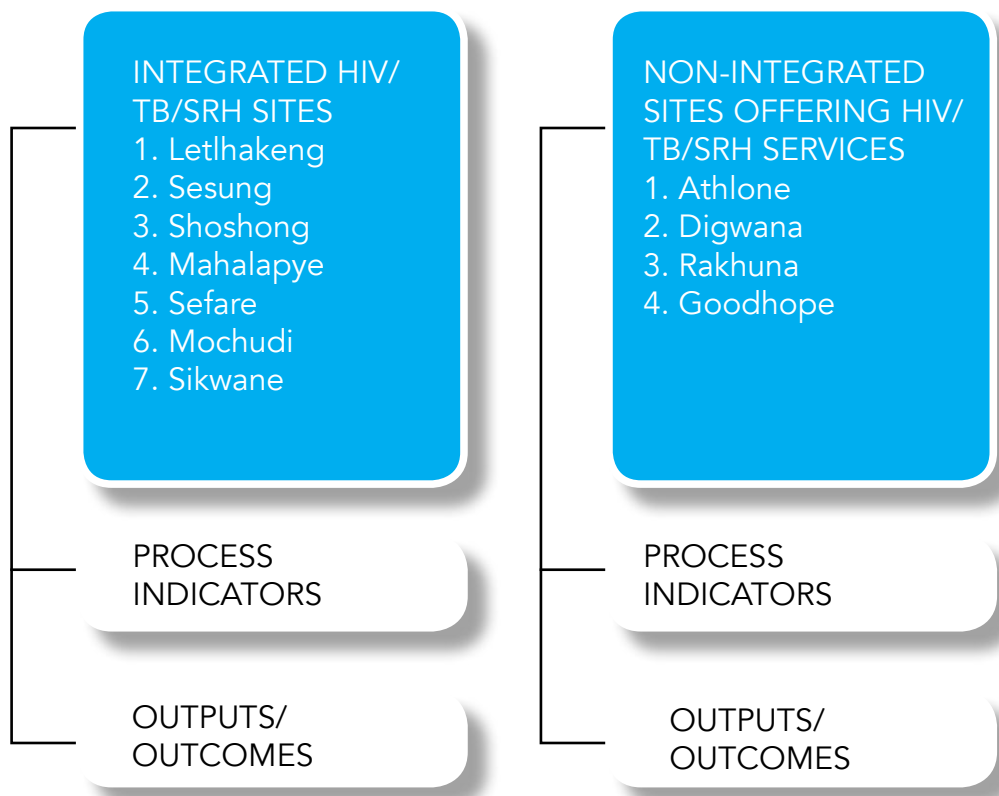 INTEGRATED HIV/
TB/SRH SITES
1. Letlhakeng
2. Sesung
3. Shoshong
4. Mahalapye
5. Sefare
6. Mochudi
7. Sikwane
PROCESS
INDICATORS
OUTPUTS/
OUTCOMES
NON-INTEGRATED
SITES OFFERING HIV/
TB/SRH SERVICES
1. Athlone
2. Digwana
3. Rakhuna
4. Goodhope
PROCESS
INDICATORS
OUTPUTS/
OUTCOMES